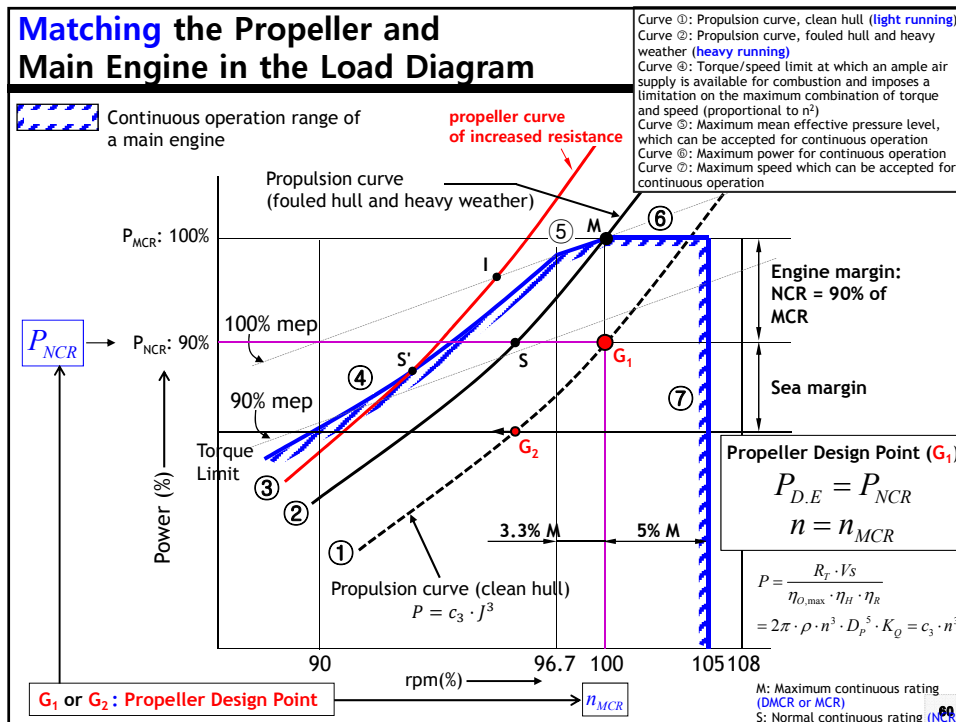 Matching the Propeller and
Main Engine in the Load Diagram
Curve ①: Propulsion curve, clean hull (light running)
Curve ②: Propulsion curve, fouled hull and heavy
weather (heavy running)
Curve ④: Torque/speed limit at which an ample air
supply is available for combustion and imposes a
limitation on the maximum combination of torque
and speed (proportional to n²)
Curve ⑤: Maximum mean effective pressure level,
which can be accepted for continuous operation
Curve ⑥: Maximum power for continuous operation
Curve ⑦: Maximum speed which can be accepted for
continuous operation
Continuous operation range of
a main engine
propeller curve
of increased resistance
Propulsion curve
(fouled hull and heavy weather)
P_MCR: 100%
⑤
M
⑥
I
Engine margin:
NCR = 90% of
MCR
100% mep
P_NCR
P_NCR: 90%
S'
S
G₁
④
⑦
Sea margin
90% mep
Torque
Limit
G₂
③
②
①
Power (%)
Propeller Design Point (G₁)
P_{D.E} = P_{NCR}
n = n_{MCR}
3.3% M
5% M
Propulsion curve (clean hull)
P = c₃ · J³
P = R_T · Vs / η_{O,max} · η_H · η_R
= 2π · ρ · n³ · D_P⁵ · K_Q = c₃ · n³
90
96.7
100
105
108
rpm(%)
G₁ or G₂ : Propeller Design Point
n_{MCR}
M: Maximum continuous rating
(DMCR or MCR)
S: Normal continuous rating (NCR)
60